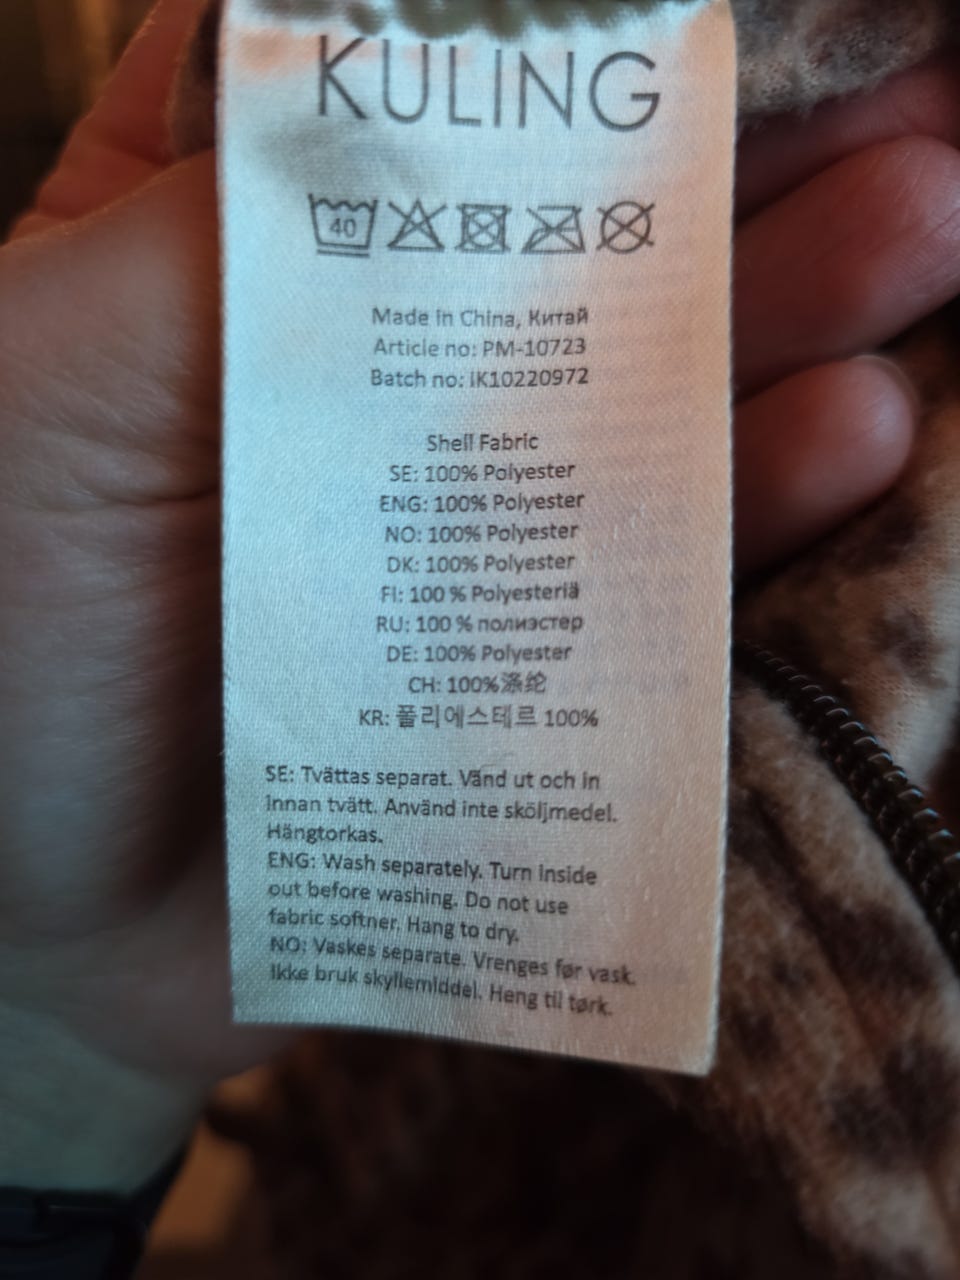 KULING
40
Made in China, Китай
Article no: PM-10723
Batch no: IK10220972
Shell Fabric
SE: 100% Polyester
ENG: 100% Polyester
NO: 100% Polyester
DK: 100% Polyester
FI: 100 % Polyesteriä
RU: 100 % полиэстер
DE: 100% Polyester
CH: 100%涤纶
KR: 폴리에스테르 100%
SE: Tvättas separat. Vänd ut och in
innan tvätt. Använd inte sköljmedel.
Hängtorkas.
ENG: Wash separately. Turn inside
out before washing. Do not use
fabric softner. Hang to dry.
NO: Vaskes separate. Vrenges før vask.
Ikke bruk skyllemiddel. Heng til tørk.